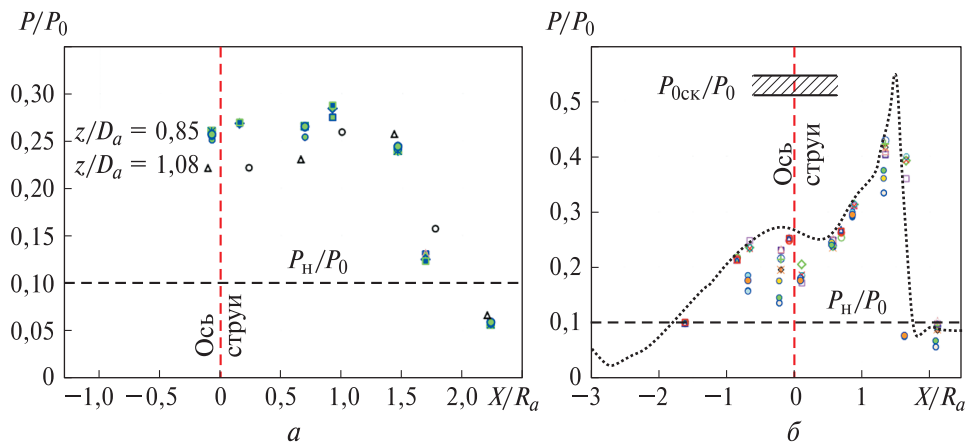 P/P₀
0,30
0,25
0,20
0,15
0,10
0,05
0
z/Dₐ = 0,85
z/Dₐ = 1,08
Pн/P₀
Ось
струи
−1,0 −0,5 0 0,5 1,0 1,5 2,0 X/Rₐ
а
P/P₀
0,5
0,4
0,3
0,2
0,1
0
P₀ск/P₀
Ось
струи
Pн/P₀
−3 −2 −1 0 1 X/Rₐ
б